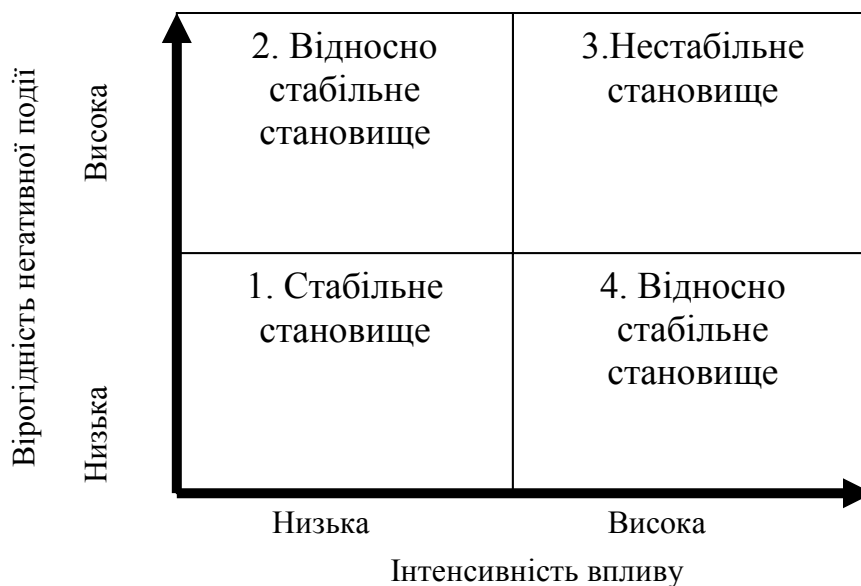 Вірогідність негативної події
Висока
Низька
2. Відносно
стабільне
становище
3.Нестабільне
становище
1. Стабільне
становище
4. Відносно
стабільне
становище
Низька
Висока
Інтенсивність впливу